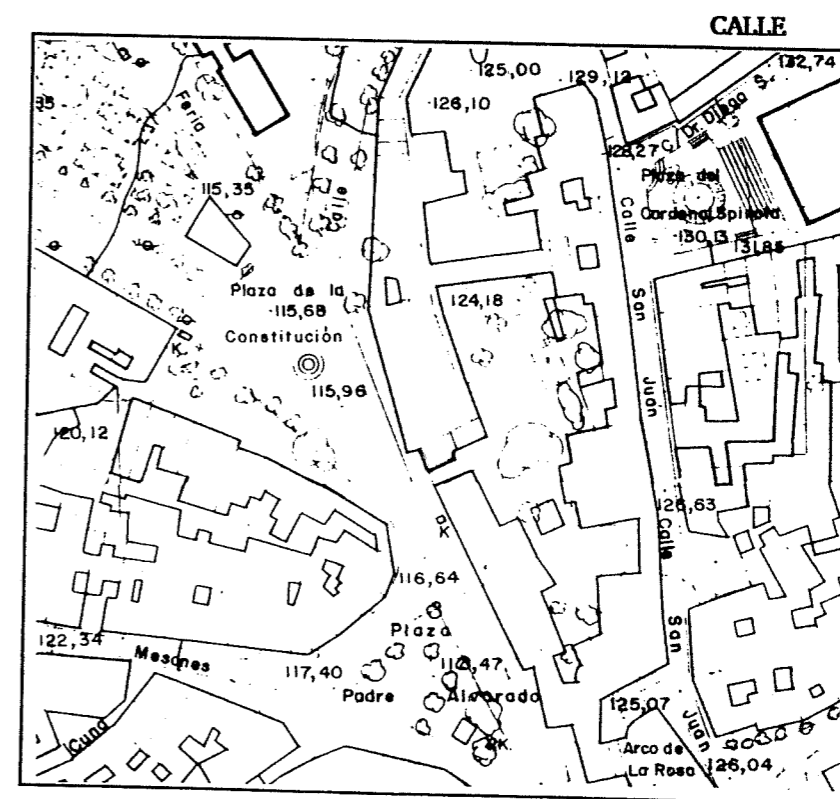 CALLE
125,00
129,12
132,74
126,10
Feria
128,27
C/ Dr Diego S.
115,35
Calle
Plaza del
Cardenal Spinola
130,13
131,85
Plaza de la
115,68
Constitución
124,18
San
115,96
K
Juan
120,12
126,63
K
Calle
116,64
Plaza
San
122,34
Mesones
117,40
Padre Alvarado
125,07
Juan
Cuna
K
Arco de
La Rosa
126,04